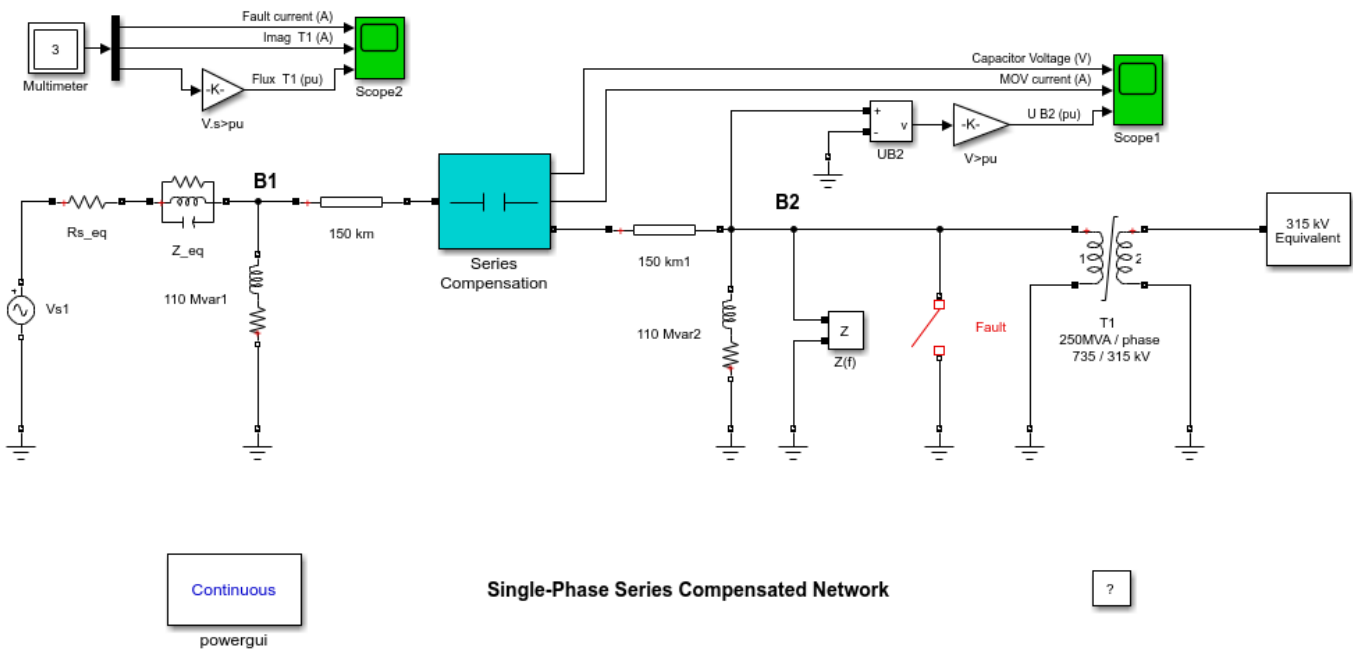 Fault current (A)
Imag T1 (A)
3
Multimeter
-K-
Flux T1 (pu)
V.s>pu
Scope2
Capacitor Voltage (V)
MOV current (A)
+
-
v
UB2
-K-
V>pu
U B2 (pu)
Scope1
B1
Rs_eq
Z_eq
150 km
Series
Compensation
B2
150 km1
315 kV
Equivalent
Vs1
110 Mvar1
110 Mvar2
Z
Z(f)
Fault
1
2
T1
250MVA / phase
735 / 315 kV
Continuous
powergui
Single-Phase Series Compensated Network
?